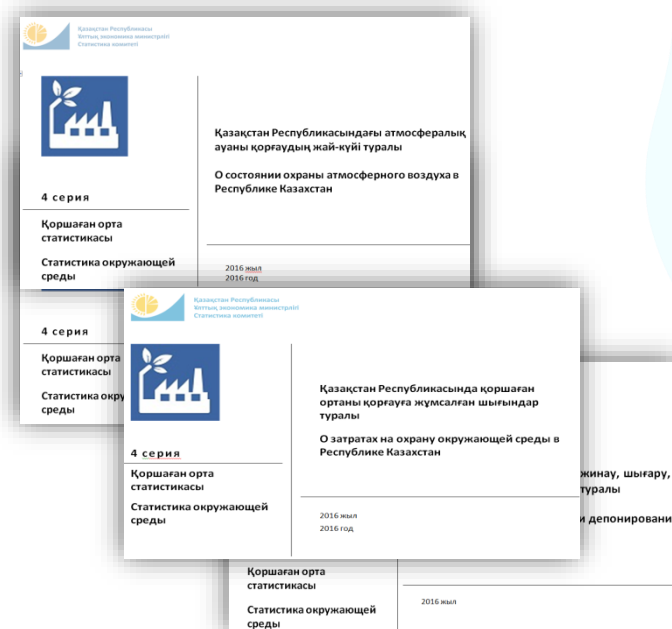 Қазақстан Республикасы
Ұлттық экономика министрлігі
Статистика комитеті
Қазақстан Республикасындағы атмосфералық
ауаны қорғаудың жай-күйі туралы
О состоянии охраны атмосферного воздуха в
Республике Казахстан
4 серия
Қоршаған орта
статистикасы
Статистика окружающей
среды
2016 жыл
2016 год
4 серия
Қоршаған орта
статистикасы
Статистика окру
среды
Қазақстан Республикасы
Ұлттық экономика министрлігі
Статистика комитеті
Қазақстан Республикасында қоршаған
ортаны қорғауға жұмсалған шығындар
туралы
О затратах на охрану окружающей среды в
Республике Казахстан
4 серия
Қоршаған орта
статистикасы
Статистика окружающей
среды
2016 жыл
2016 год
жинау, шығару,
туралы
и депонировани
Қоршаған орта
статистикасы
Статистика окружающей
среды
2016 жыл